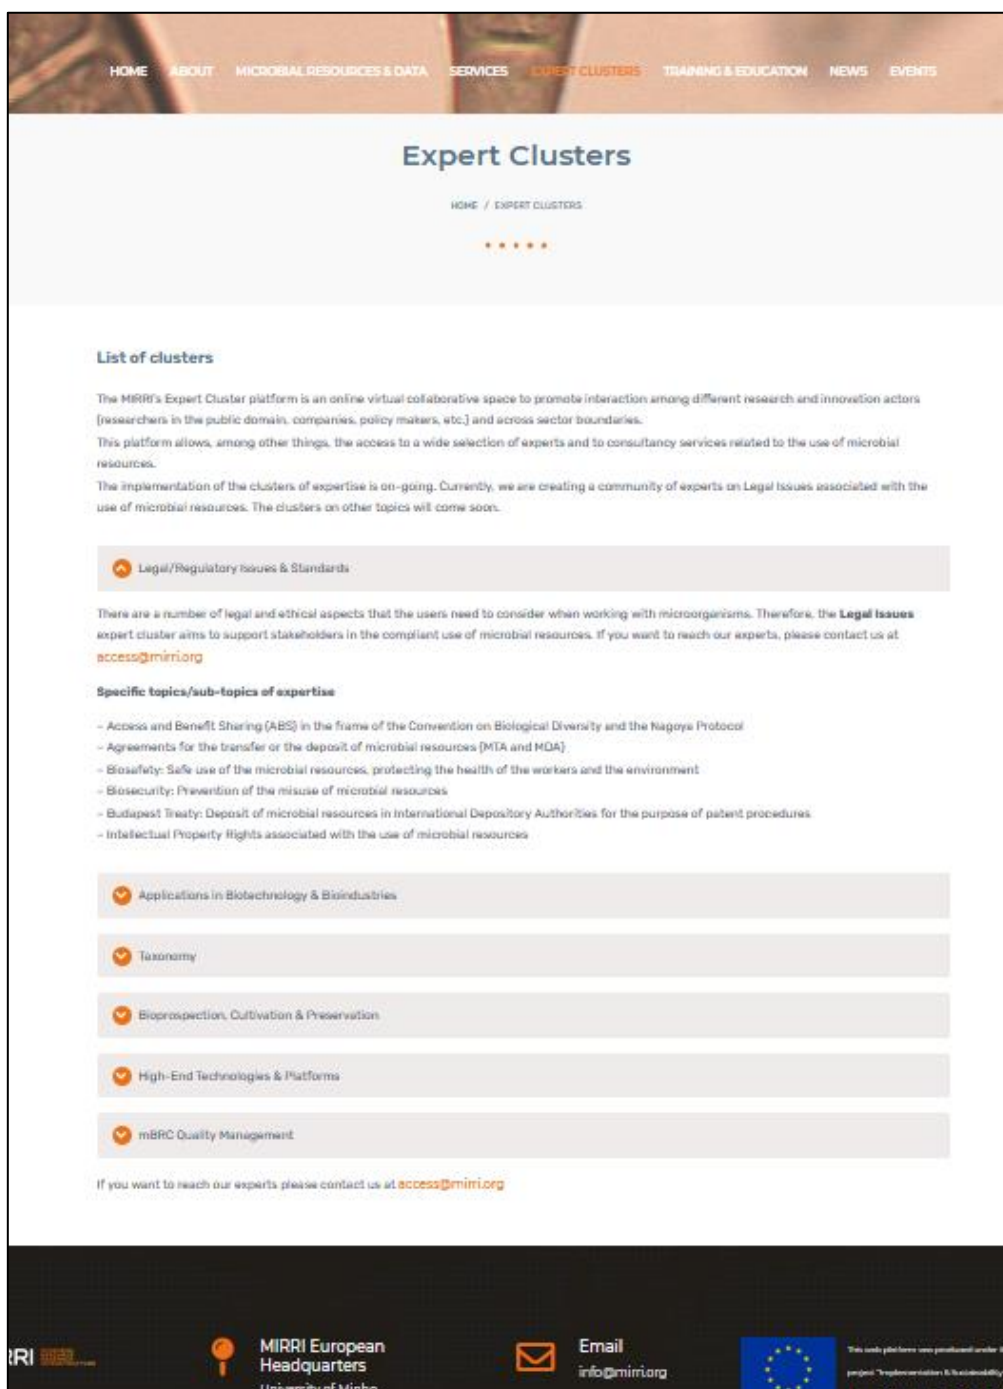 HOME ABOUT MICROBIAL RESOURCES & DATA SERVICES EXPERT CLUSTERS TRAINING & EDUCATION NEWS EVENTS
Expert Clusters
HOME / EXPERT CLUSTERS
List of clusters
The MIRRI's Expert Cluster platform is an online virtual collaborative space to promote interaction among different research and innovation actors
(researchers in the public domain, companies, policy makers, etc.) and across sector boundaries.
This platform allows, among other things, the access to a wide selection of experts and to consultancy services related to the use of microbial
resources.
The implementation of the clusters of expertise is on-going. Currently, we are creating a community of experts on Legal Issues associated with the
use of microbial resources. The clusters on other topics will come soon.
Legal/Regulatory Issues & Standards
There are a number of legal and ethical aspects that the users need to consider when working with microorganisms. Therefore, the Legal Issues
expert cluster aims to support stakeholders in the compliant use of microbial resources. If you want to reach our experts, please contact us at
access@mirri.org
Specific topics/sub-topics of expertise
– Access and Benefit Sharing (ABS) in the frame of the Convention on Biological Diversity and the Nagoya Protocol
– Agreements for the transfer or the deposit of microbial resources (MTA and MDA)
– Biosafety: Safe use of the microbial resources, protecting the health of the workers and the environment
– Biosecurity: Prevention of the misuse of microbial resources
– Budapest Treaty: Deposit of microbial resources in International Depository Authorities for the purpose of patent procedures
– Intellectual Property Rights associated with the use of microbial resources
Applications in Biotechnology & Bioindustries
Taxonomy
Bioprospection, Cultivation & Preservation
High-End Technologies & Platforms
mBRC Quality Management
If you want to reach our experts please contact us at access@mirri.org
RRI
MIRRI European
Headquarters
University of Minho
Email
info@mirri.org
This web platform was produced under
project "Implementation & Sustainability